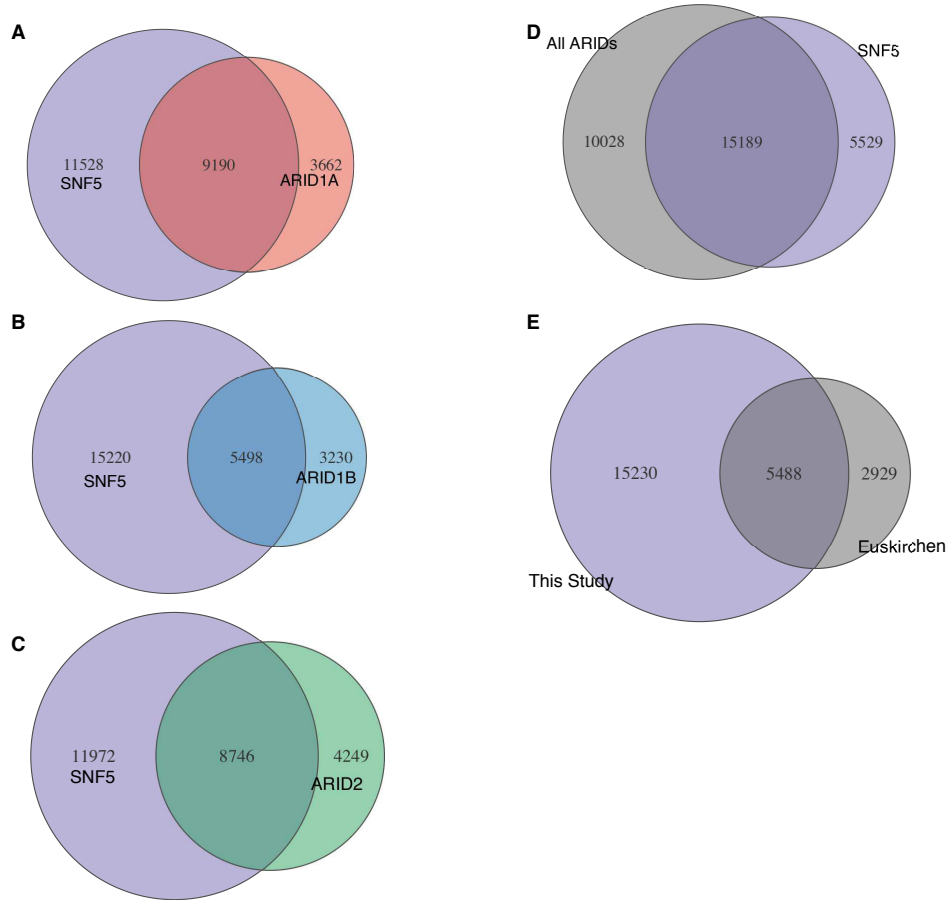 A
11528
SNF5
9190
3662
ARID1A
B
15220
SNF5
5498
3230
ARID1B
C
11972
SNF5
8746
4249
ARID2
D
All ARIDs
SNF5
10028
15189
5529
E
15230
5488
2929
Euskirchen
This Study